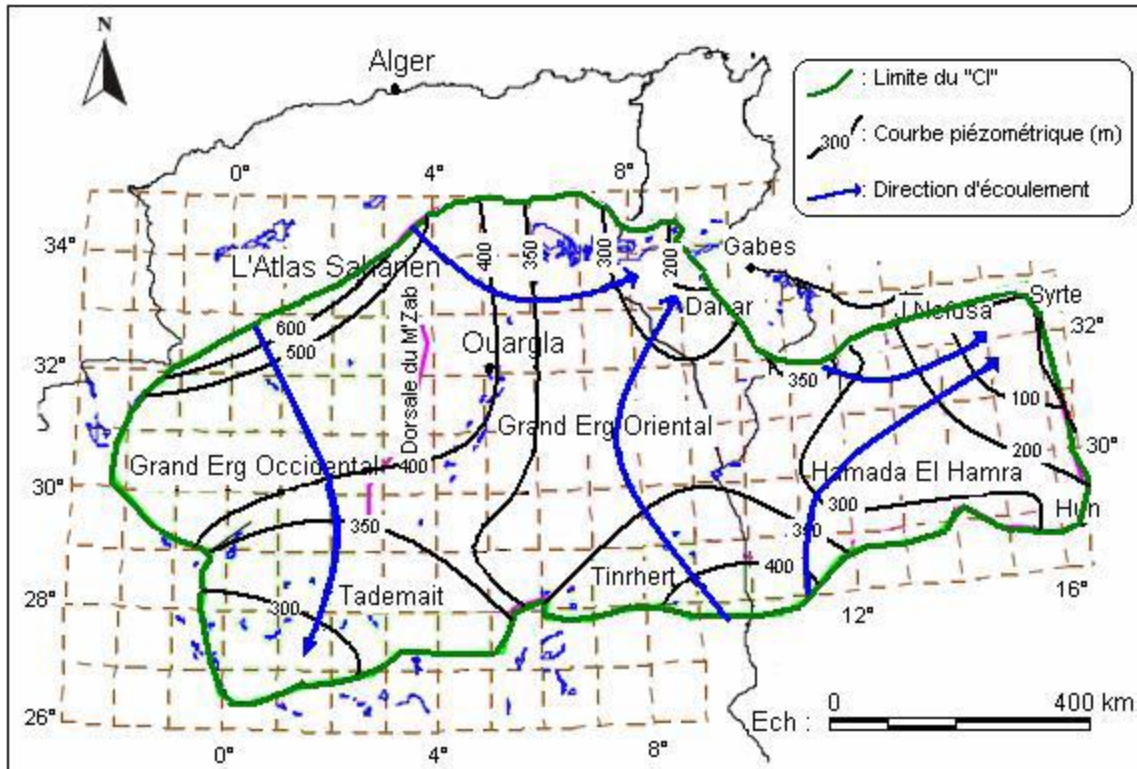 N
Alger
: Limite du "CI"
300 : Courbe piézométrique (m)
: Direction d'écoulement
0° 4° 8°
34°
32°
30°
28°
26°
L'Atlas Saharien
400 350 300 200
Gabes
Dahar
J.Nefusa
Syrte
32°
600
500
Dorsale du M'Zab
Ouargla
350
100
Grand Erg Oriental
200
30°
Grand Erg Occidental
400
Hamada El Hamra
300
Hun
350
350
Tinrhert
400
Tademait
300
12°
16°
0° 4° 8°
0 400 km
Ech :